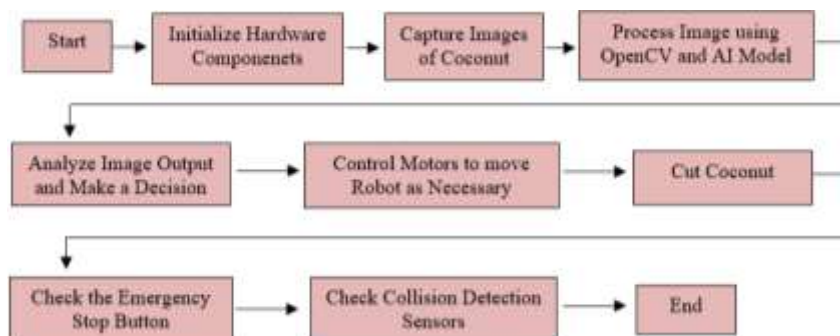 Start
Initialize Hardware
Componenets
Capture Images
of Coconut
Process Image using
OpenCV and AI Model
Analyze Image Output
and Make a Decision
Control Motors to move
Robot as Necessary
Cut Coconut
Check the Emergency
Stop Button
Check Collision Detection
Sensors
End